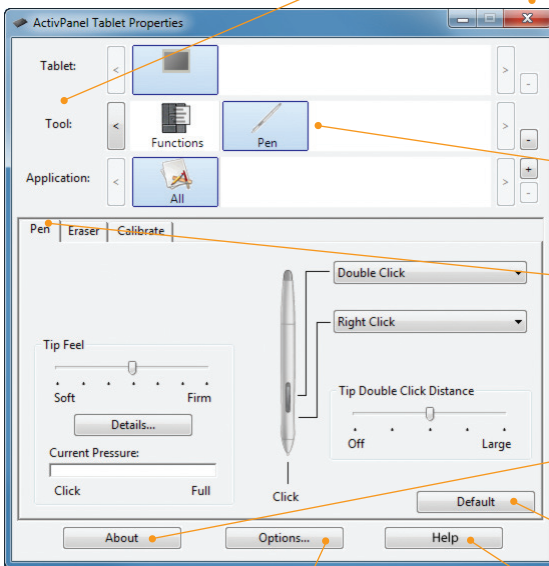 ActivPanel Tablet Properties
Tablet:
< > -
Tool:
< Functions Pen > -
Application:
< All > + -
Pen Eraser Calibrate
Double Click
Right Click
Tip Feel
Soft Firm
Details...
Current Pressure:
Click Full
Click
Tip Double Click Distance
Off Large
Default
About Options... Help